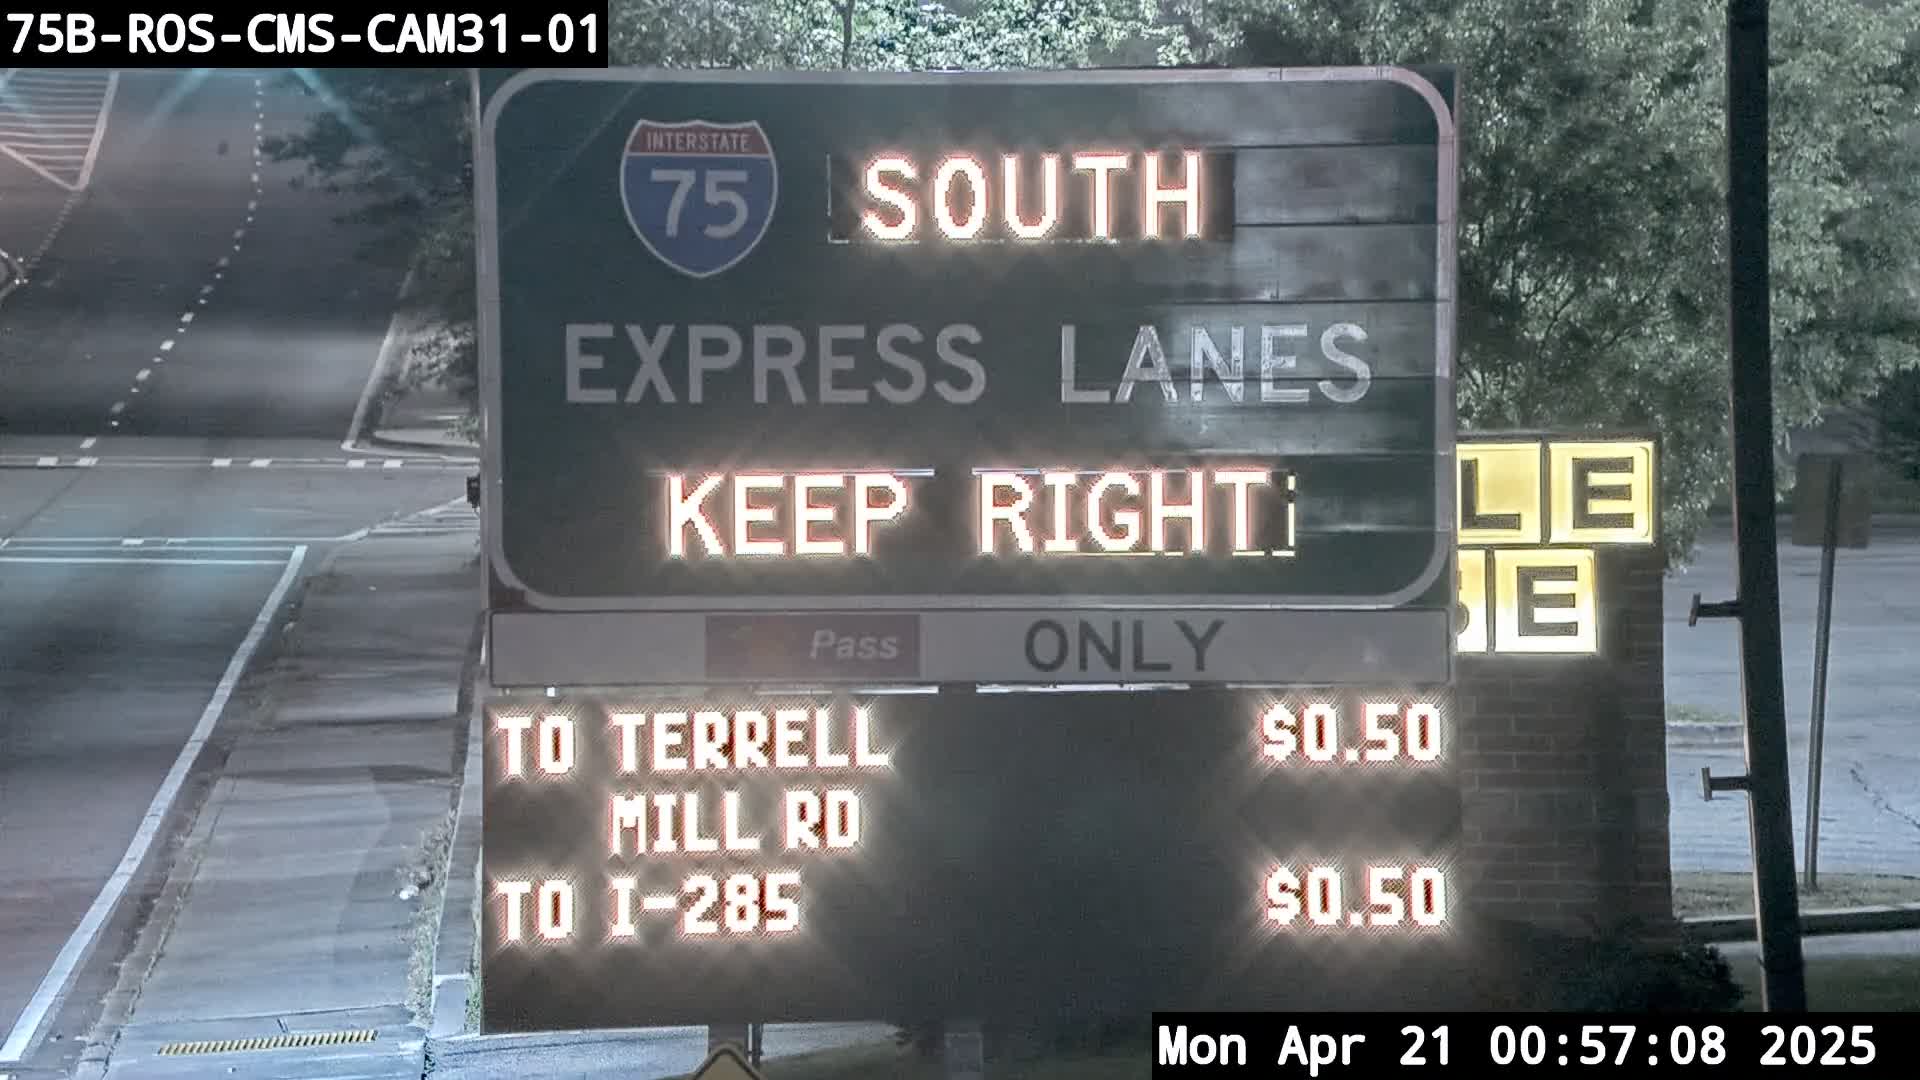 75B-ROS-CMS-CAM31-01
INTERSTATE
75
SOUTH
EXPRESS LANES
KEEP RIGHT
Pass ONLY
LE
E
TO TERRELL $0.50
MILL RD
TO I-285 $0.50
Mon Apr 21 00:57:08 2025